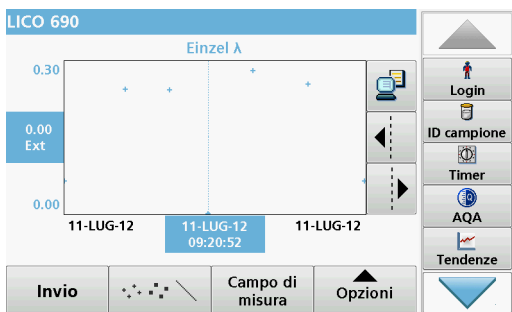 LICO 690
Einzel λ
0.30
0.00
Ext
0.00
11-LUG-12
11-LUG-12
09:20:52
11-LUG-12
Invio
Campo di
misura
Opzioni
Login
ID campione
Timer
AQA
Tendenze